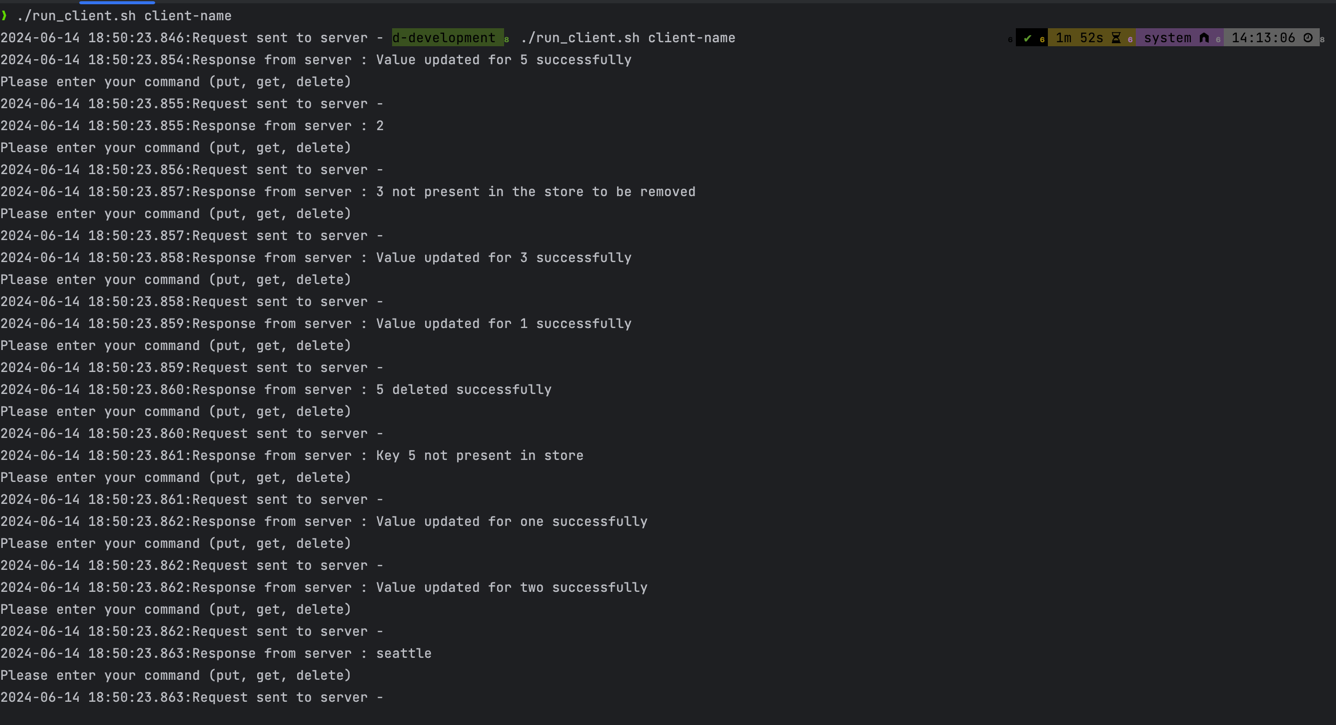 ❯ ./run_client.sh client-name
2024-06-14 18:50:23.846:Request sent to server - d-development ./run_client.sh client-name ✔ 1m 52s system 14:13:06
2024-06-14 18:50:23.854:Response from server : Value updated for 5 successfully
Please enter your command (put, get, delete)
2024-06-14 18:50:23.855:Request sent to server -
2024-06-14 18:50:23.855:Response from server : 2
Please enter your command (put, get, delete)
2024-06-14 18:50:23.856:Request sent to server -
2024-06-14 18:50:23.857:Response from server : 3 not present in the store to be removed
Please enter your command (put, get, delete)
2024-06-14 18:50:23.857:Request sent to server -
2024-06-14 18:50:23.858:Response from server : Value updated for 3 successfully
Please enter your command (put, get, delete)
2024-06-14 18:50:23.858:Request sent to server -
2024-06-14 18:50:23.859:Response from server : Value updated for 1 successfully
Please enter your command (put, get, delete)
2024-06-14 18:50:23.859:Request sent to server -
2024-06-14 18:50:23.860:Response from server : 5 deleted successfully
Please enter your command (put, get, delete)
2024-06-14 18:50:23.860:Request sent to server -
2024-06-14 18:50:23.861:Response from server : Key 5 not present in store
Please enter your command (put, get, delete)
2024-06-14 18:50:23.861:Request sent to server -
2024-06-14 18:50:23.862:Response from server : Value updated for one successfully
Please enter your command (put, get, delete)
2024-06-14 18:50:23.862:Request sent to server -
2024-06-14 18:50:23.862:Response from server : Value updated for two successfully
Please enter your command (put, get, delete)
2024-06-14 18:50:23.862:Request sent to server -
2024-06-14 18:50:23.863:Response from server : seattle
Please enter your command (put, get, delete)
2024-06-14 18:50:23.863:Request sent to server -